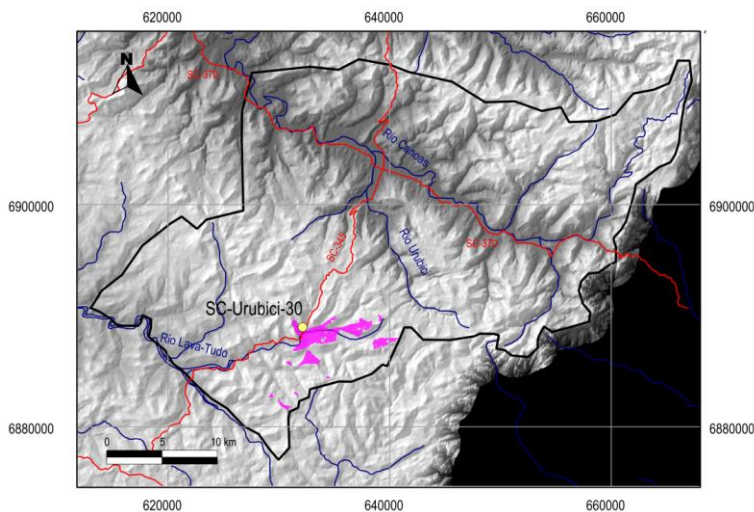 620000 640000 660000
N
SC-370
Rio Canoas
6900000 6900000
SC-345
Rio Urubici
SC-370
SC-Urubici-30
Rio Lava-Tudo
6880000 6880000
0 5 10 km
620000 640000 660000